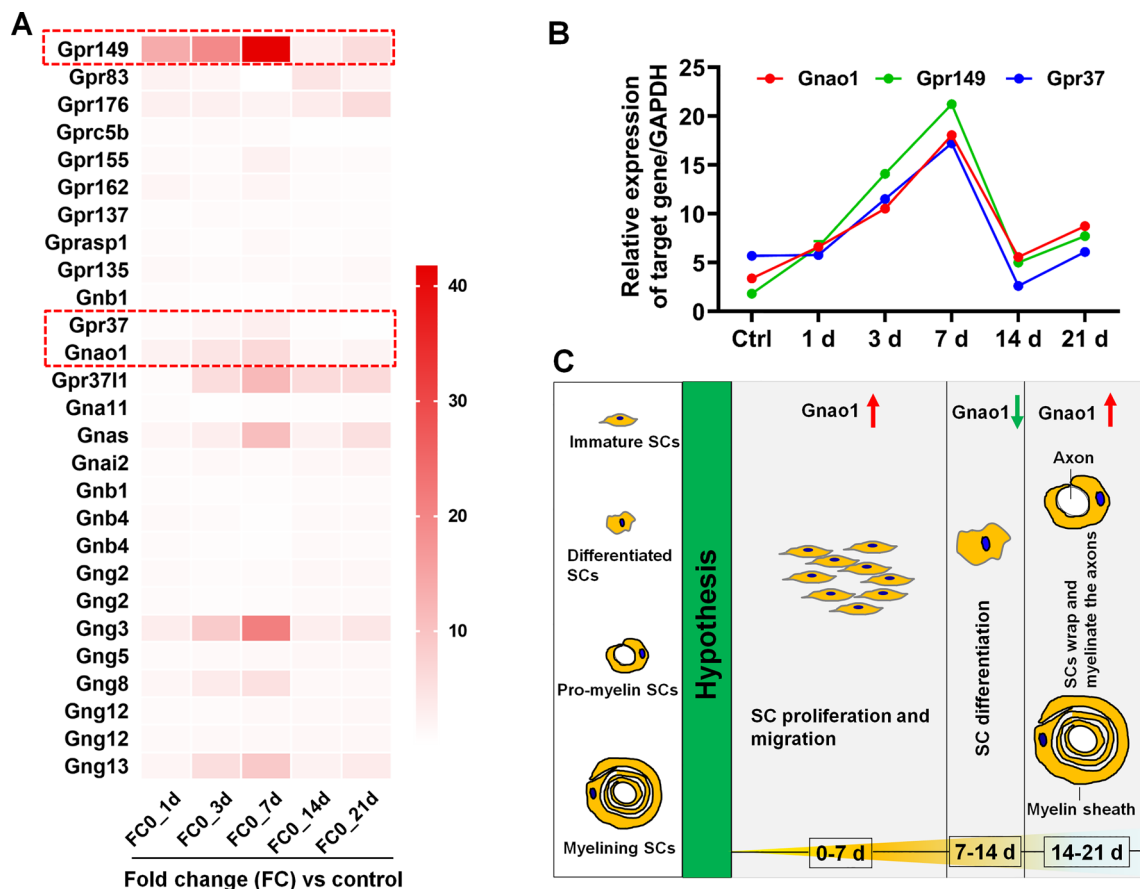 A
Gpr149
Gpr83
Gpr176
Gprc5b
Gpr155
Gpr162
Gpr137
Gprasp1
Gpr135
Gnb1
Gpr37
Gnao1
Gpr37l1
Gna11
Gnas
Gnai2
Gnb1
Gnb4
Gnb4
Gng2
Gng2
Gng3
Gng5
Gng8
Gng12
Gng12
Gng13
FC0_1d
FC0_3d
FC0_7d
FC0_14d
FC0_21d
Fold change (FC) vs control
40
30
20
10
B
Relative expression
of target gene/GAPDH
25
20
15
10
5
0
Gnao1
Gpr149
Gpr37
Ctrl
1 d
3 d
7 d
14 d
21 d
C
Immature SCs
Differentiated
SCs
Pro-myelin SCs
Myelining SCs
Hypothesis
Gnao1
SC proliferation and
migration
0-7 d
Gnao1
SC differentiation
7-14 d
Gnao1
Axon
SCs wrap and
myelinate the axons
Myelin sheath
14-21 d